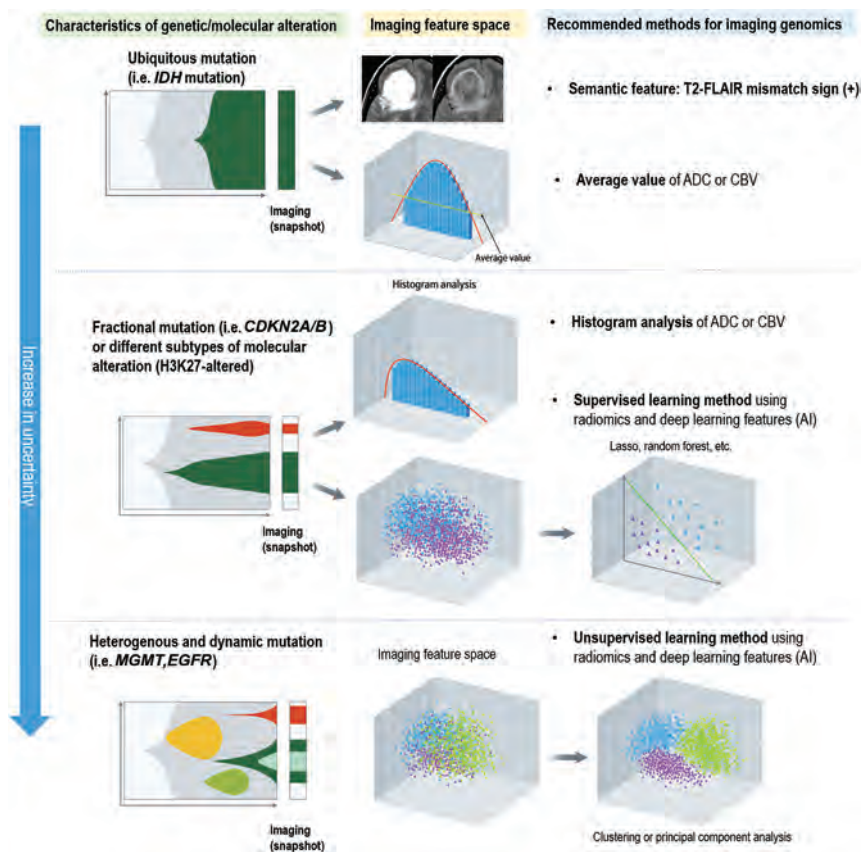 Characteristics of genetic/molecular alteration
Imaging feature space
Recommended methods for imaging genomics
Ubiquitous mutation
(i.e. IDH mutation)
Imaging
(snapshot)
Average value
• Semantic feature: T2-FLAIR mismatch sign (+)
• Average value of ADC or CBV
Increase in uncertainty
Fractional mutation (i.e. CDKN2A/B)
or different subtypes of molecular
alteration (H3K27-altered)
Imaging
(snapshot)
Histogram analysis
• Histogram analysis of ADC or CBV
• Supervised learning method using
radiomics and deep learning features (AI)
Lasso, random forest, etc.
Heterogenous and dynamic mutation
(i.e. MGMT,EGFR)
Imaging
(snapshot)
Imaging feature space
• Unsupervised learning method using
radiomics and deep learning features (AI)
Clustering or principal component analysis